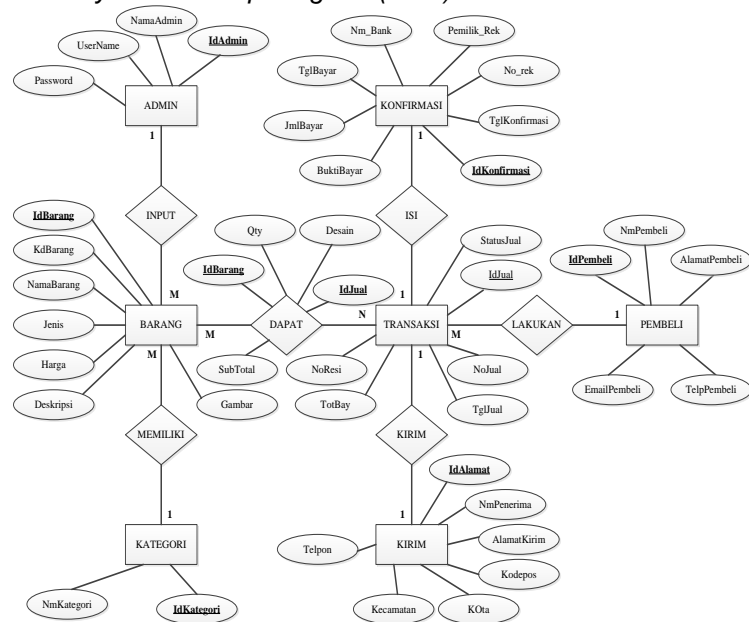 NamaAdmin
UserName
IdAdmin
Password
ADMIN
1
INPUT
M
Nm_Bank
Pemilik_Rek
TglBayar
No_rek
KONFIRMASI
JmlBayar
TglKonfirmasi
1
BuktiBayar
IdKonfirmasi
ISI
1
IdBarang
KdBarang
NamaBarang
Jenis
Harga
Deskripsi
Gambar
BARANG
M
M
Qty
Desain
IdBarang
IdJual
DAPAT
N
SubTotal
StatusJual
IdJual
TRANSAKSI
M
1
NoResi
TotBay
NoJual
TglJual
LAKUKAN
1
NmPembeli
IdPembeli
AlamatPembeli
PEMBELI
EmailPembeli
TelpPembeli
MEMILIKI
1
KATEGORI
NmKategori
IdKategori
KIRIM
1
IdAlamat
NmPenerima
Telpon
KIRIM
AlamatKirim
Kodepos
Kecamatan
KOta